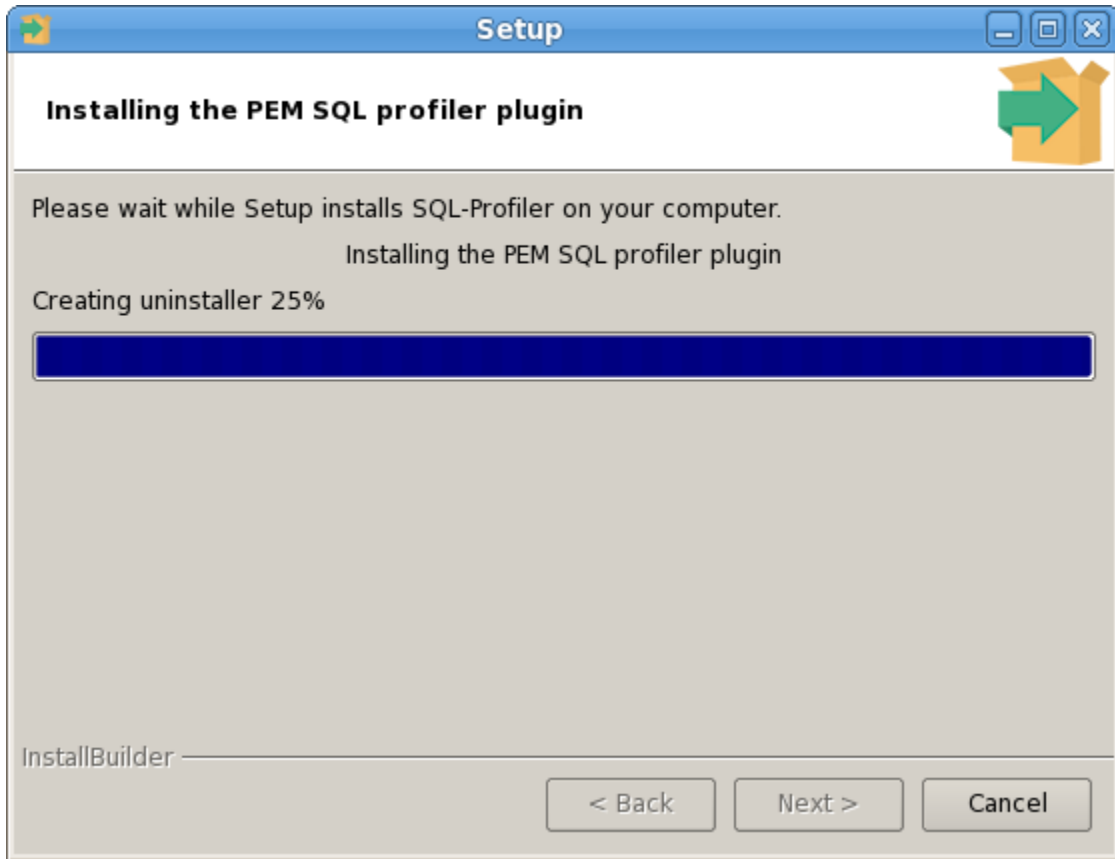 Setup
Installing the PEM SQL profiler plugin
Please wait while Setup installs SQL-Profiler on your computer.
Installing the PEM SQL profiler plugin
Creating uninstaller 25%
InstallBuilder
< Back
Next >
Cancel